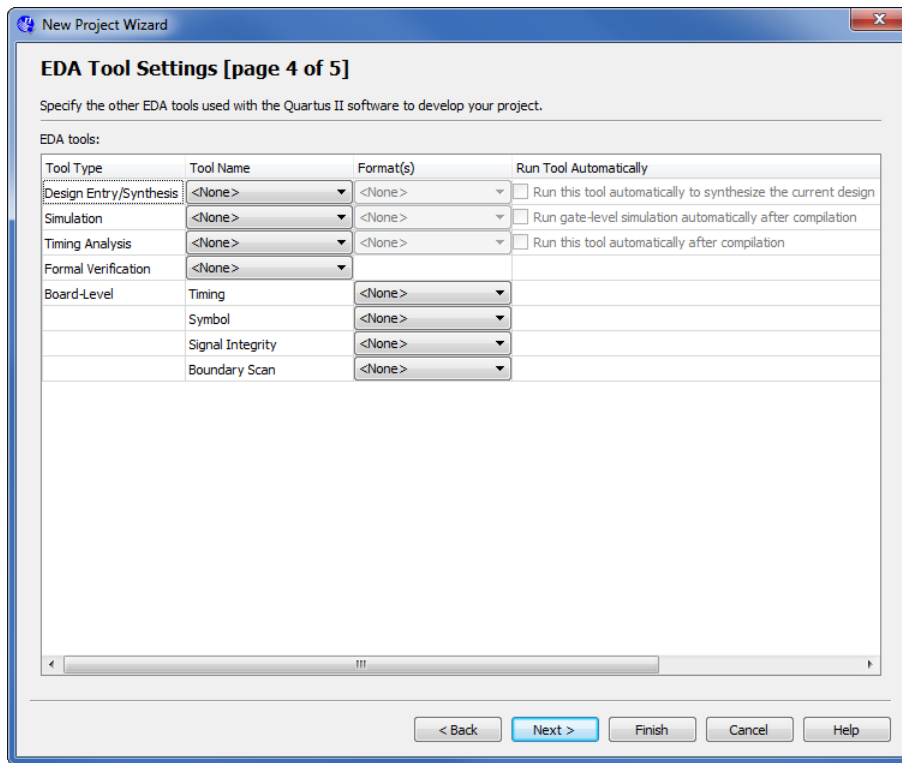 New Project Wizard
EDA Tool Settings [page 4 of 5]
Specify the other EDA tools used with the Quartus II software to develop your project.
EDA tools:
Tool Type Tool Name Format(s) Run Tool Automatically
Design Entry/Synthesis <None> <None> Run this tool automatically to synthesize the current design
Simulation <None> <None> Run gate-level simulation automatically after compilation
Timing Analysis <None> <None> Run this tool automatically after compilation
Formal Verification <None>
Board-Level Timing <None>
Symbol <None>
Signal Integrity <None>
Boundary Scan <None>
< Back Next > Finish Cancel Help